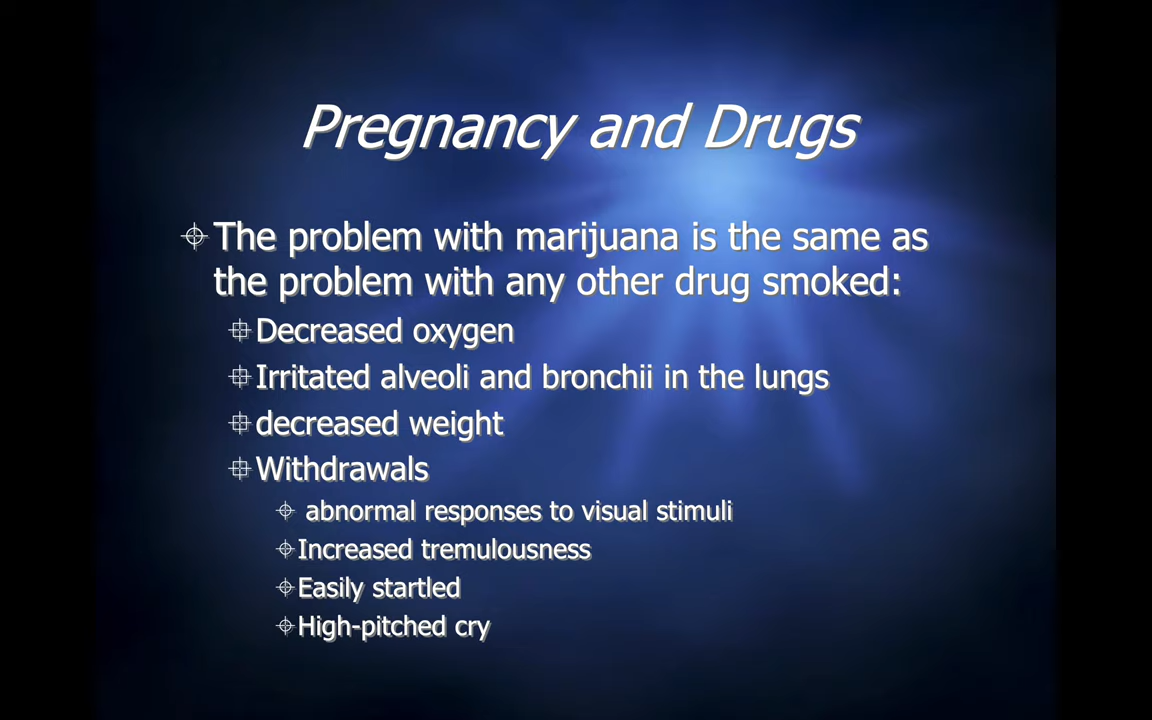 Pregnancy and Drugs
The problem with marijuana is the same as
the problem with any other drug smoked:
Decreased oxygen
Irritated alveoli and bronchii in the lungs
decreased weight
Withdrawals
abnormal responses to visual stimuli
Increased tremulousness
Easily startled
High-pitched cry